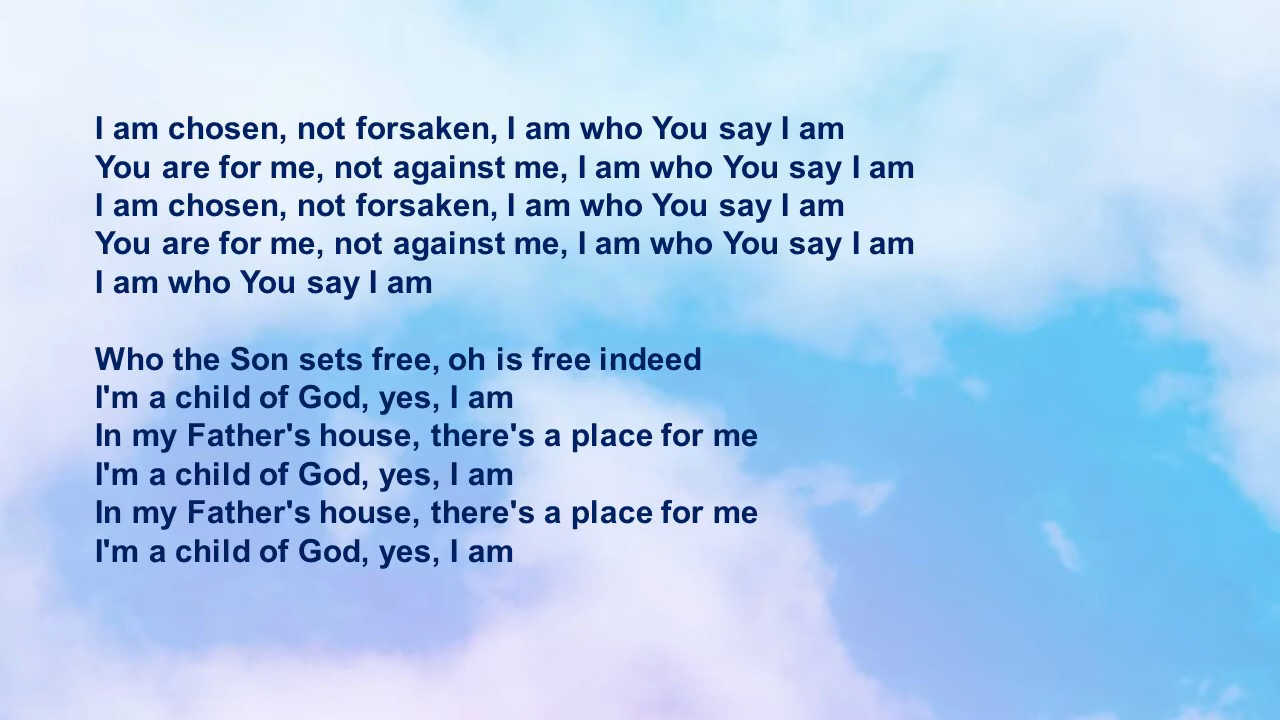 I am chosen, not forsaken, I am who You say I am
You are for me, not against me, I am who You say I am
I am chosen, not forsaken, I am who You say I am
You are for me, not against me, I am who You say I am
I am who You say I am

Who the Son sets free, oh is free indeed
I'm a child of God, yes, I am
In my Father's house, there's a place for me
I'm a child of God, yes, I am
In my Father's house, there's a place for me
I'm a child of God, yes, I am